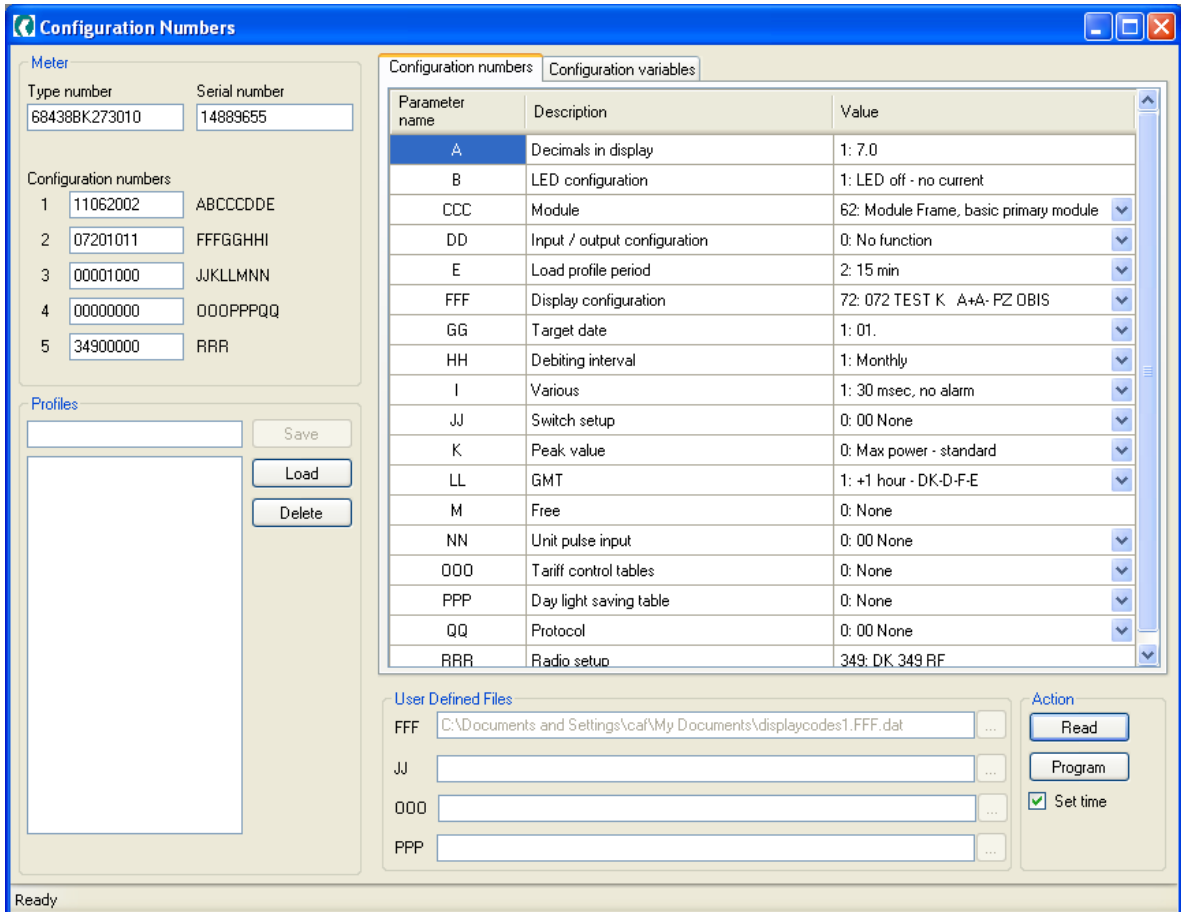 Configuration Numbers
Meter
Type number Serial number
68438BK273010 14889655
Configuration numbers
1 11062002 ABCCCDDE
2 07201011 FFFGGHHI
3 00001000 JJKLLMNN
4 00000000 OOOPPPQQ
5 34900000 RRR
Profiles
Save
Load
Delete
Configuration numbers Configuration variables
Parameter name Description Value
A Decimals in display 1: 7.0
B LED configuration 1: LED off - no current
CCC Module 62: Module Frame, basic primary module
DD Input / output configuration 0: No function
E Load profile period 2: 15 min
FFF Display configuration 72: 072 TEST K A+A- PZ OBIS
GG Target date 1: 01.
HH Debiting interval 1: Monthly
I Various 1: 30 msec, no alarm
JJ Switch setup 0: 00 None
K Peak value 0: Max power - standard
LL GMT 1: +1 hour - DK-D-F-E
M Free 0: None
NN Unit pulse input 0: 00 None
OOO Tariff control tables 0: None
PPP Day light saving table 0: None
QQ Protocol 0: 00 None
RRR Radio setup 349: DK 349 RF
User Defined Files
FFF C:\Documents and Settings\caf\My Documents\displaycodes1.FFF.dat ...
JJ ...
OOO ...
PPP ...
Action
Read
Program
Set time
Ready